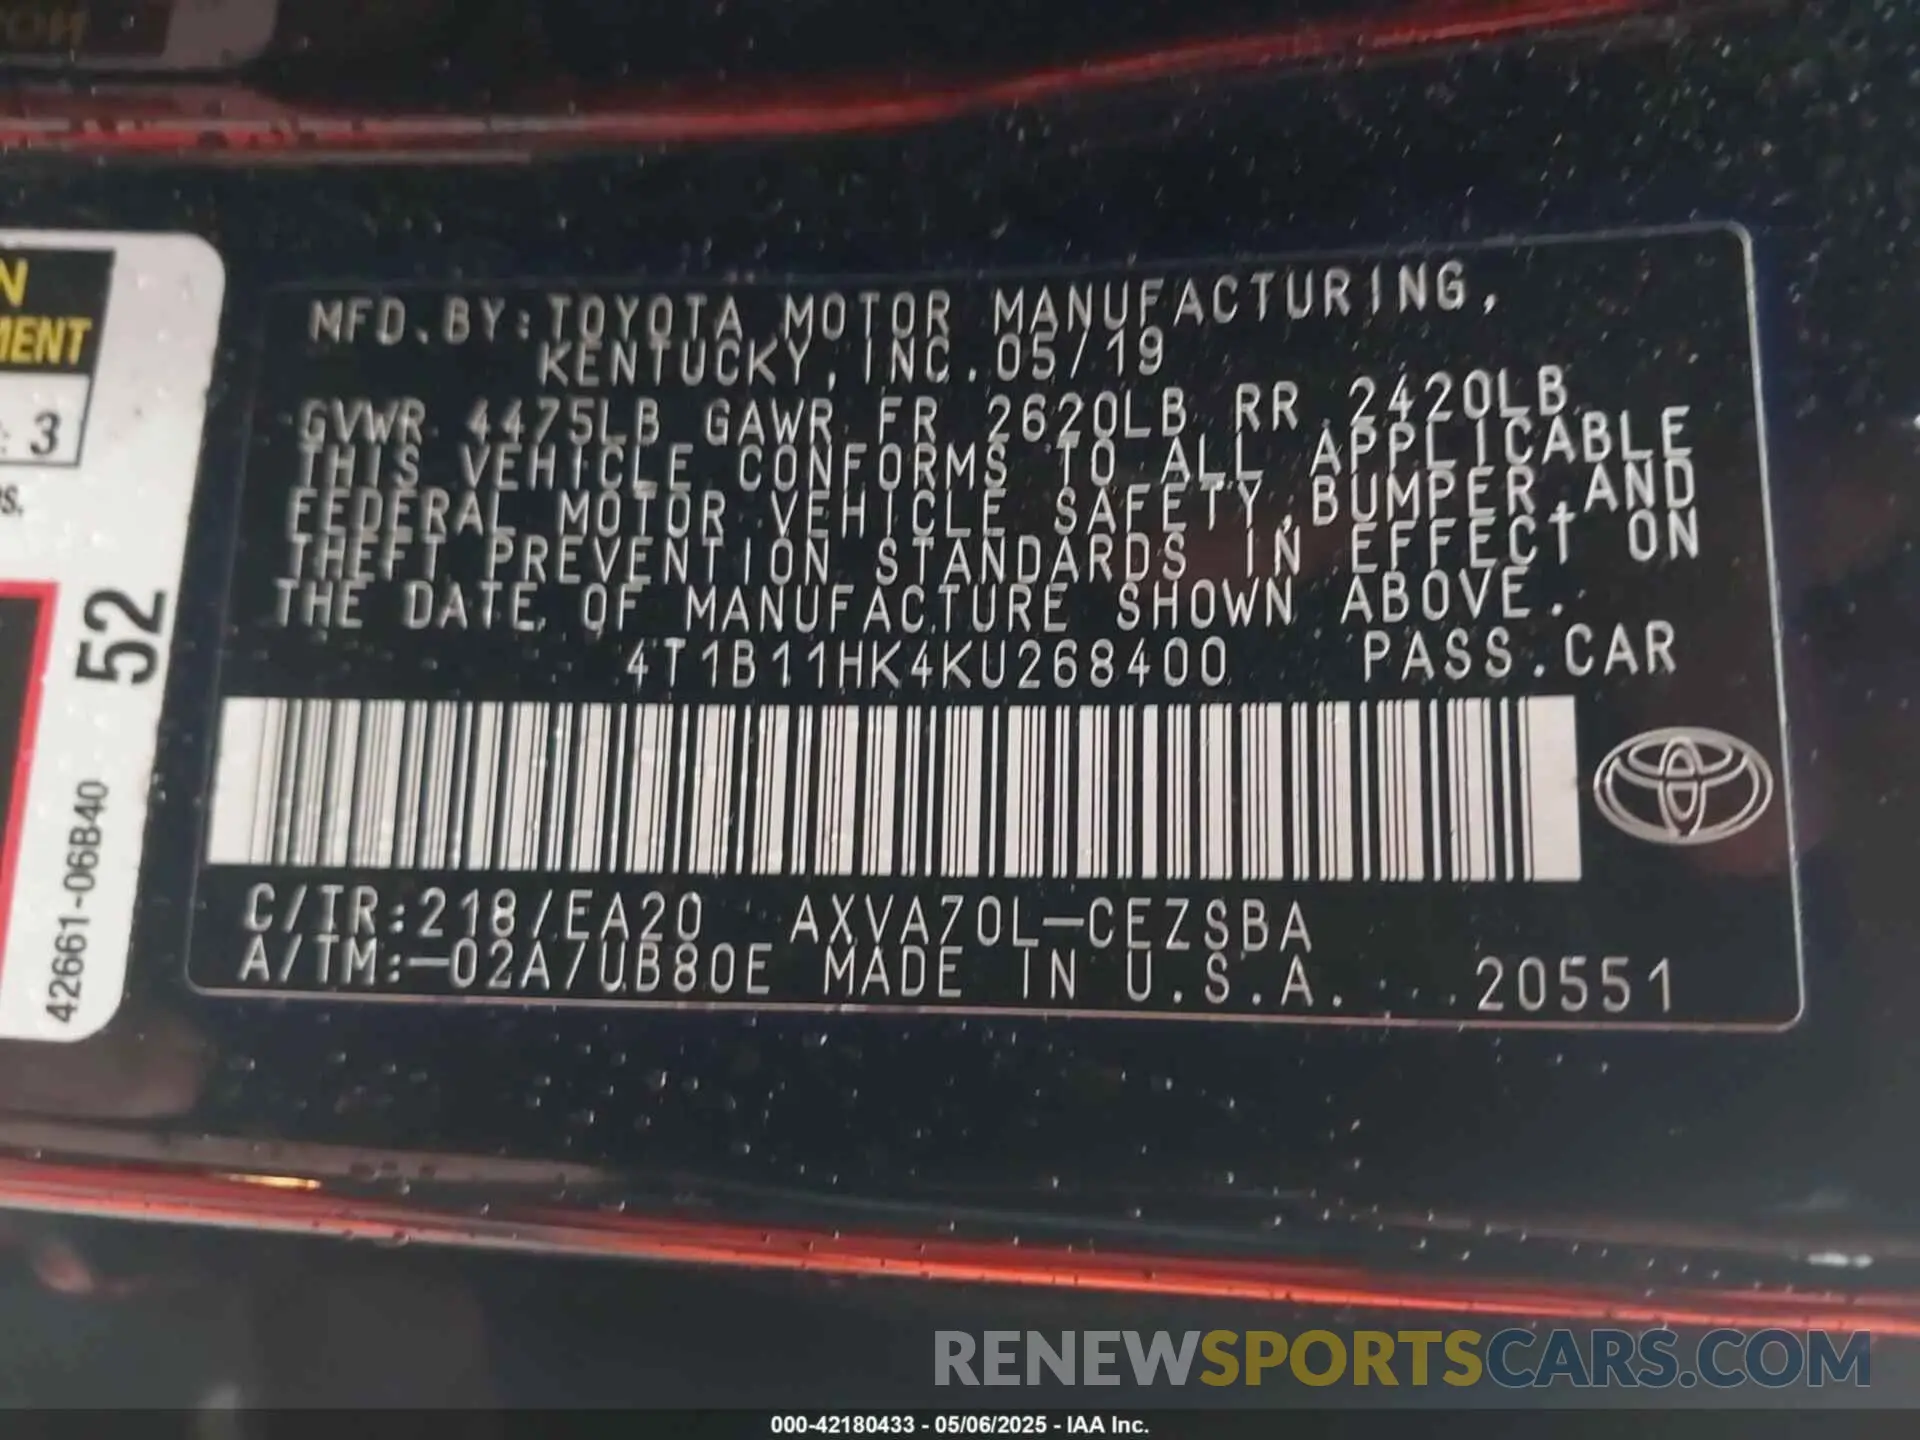 N
MENT
: 3
s.
52
42661-06B40
MFD.BY:TOYOTA MOTOR MANUFACTURING,
KENTUCKY, INC. 05/19
GVWR 4475LB GAWR FR 2620LB RR 2420LB
THIS VEHICLE CONFORMS TO ALL APPLICABLE
FEDERAL MOTOR VEHICLE SAFETY,BUMPER,AND
THEFT PREVENTION STANDARDS IN EFFECT ON
THE DATE OF MANUFACTURE SHOWN ABOVE.
4T1B11HK4KU268400 PASS.CAR
C/TR:218/EA20 AXVA70L-CEZSBA
A/TM:-02A/UB80E MADE IN U.S.A. 20551
RENEWSPORTSCARS.COM
000-42180433 - 05/06/2025 - IAA Inc.